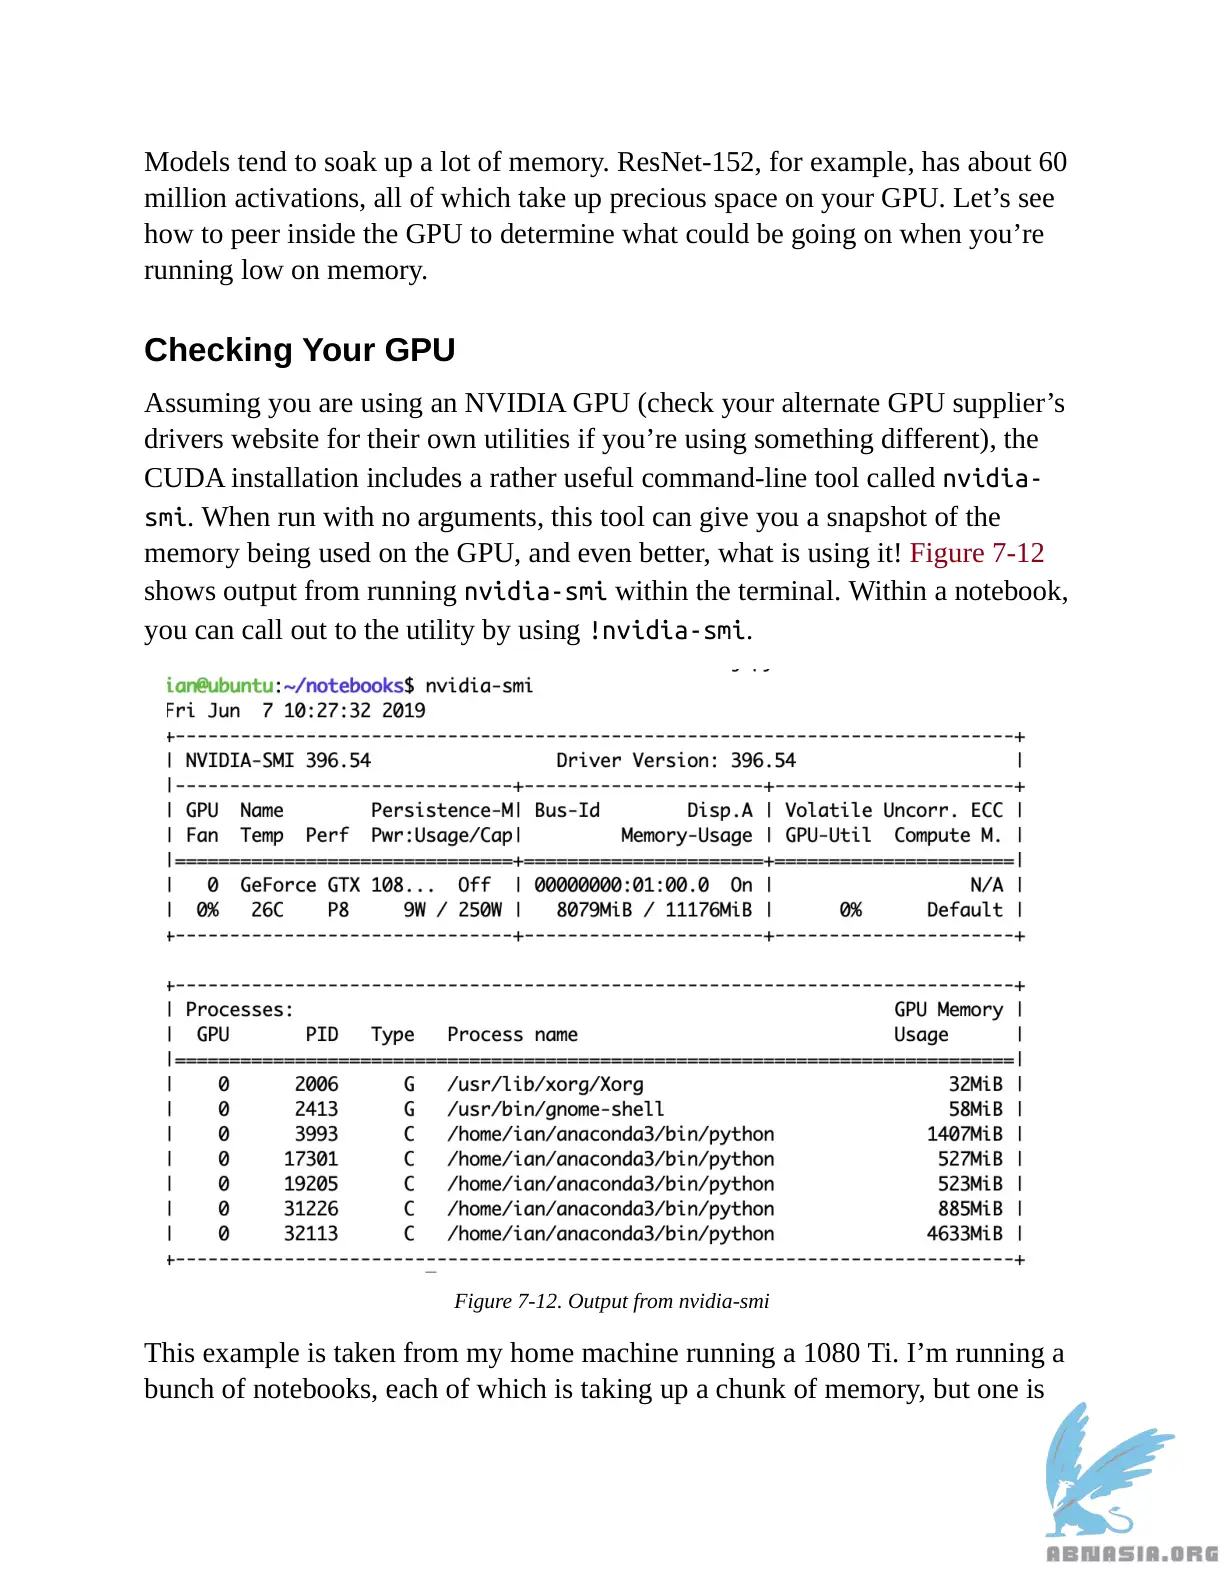 Models tend to soak up a lot of memory. ResNet-152, for example, has about 60
million activations, all of which take up precious space on your GPU. Let’s see
how to peer inside the GPU to determine what could be going on when you’re
running low on memory.
Checking Your GPU
Assuming you are using an NVIDIA GPU (check your alternate GPU supplier’s
drivers website for their own utilities if you’re using something different), the
CUDA installation includes a rather useful command-line tool called nvidia-
smi. When run with no arguments, this tool can give you a snapshot of the
memory being used on the GPU, and even better, what is using it! Figure 7-12
shows output from running nvidia-smi within the terminal. Within a notebook,
you can call out to the utility by using !nvidia-smi.
ian@ubuntu:~/notebooks$ nvidia-smi
Fri Jun  7 10:27:32 2019
+-----------------------------------------------------------------------------+
| NVIDIA-SMI 396.54                 Driver Version: 396.54                    |
|-------------------------------+----------------------+----------------------+
| GPU  Name        Persistence-M| Bus-Id        Disp.A | Volatile Uncorr. ECC |
| Fan  Temp  Perf  Pwr:Usage/Cap|         Memory-Usage | GPU-Util  Compute M. |
|===============================+======================+======================|
|   0  GeForce GTX 108...  Off  | 00000000:01:00.0  On |                  N/A |
|  0%   26C    P8     9W / 250W |   8079MiB / 11176MiB |      0%      Default |
+-------------------------------+----------------------+----------------------+
+-----------------------------------------------------------------------------+
| Processes:                                                       GPU Memory |
|  GPU       PID   Type   Process name                             Usage      |
|=============================================================================|
|    0      2006      G   /usr/lib/xorg/Xorg                            32MiB |
|    0      2413      G   /usr/bin/gnome-shell                          58MiB |
|    0      3993      C   /home/ian/anaconda3/bin/python              1407MiB |
|    0     17301      C   /home/ian/anaconda3/bin/python               527MiB |
|    0     19205      C   /home/ian/anaconda3/bin/python               523MiB |
|    0     31226      C   /home/ian/anaconda3/bin/python               885MiB |
|    0     32113      C   /home/ian/anaconda3/bin/python              4633MiB |
+-----------------------------------------------------------------------------+
Figure 7-12. Output from nvidia-smi
This example is taken from my home machine running a 1080 Ti. I’m running a
bunch of notebooks, each of which is taking up a chunk of memory, but one is
ABNASIA.ORG